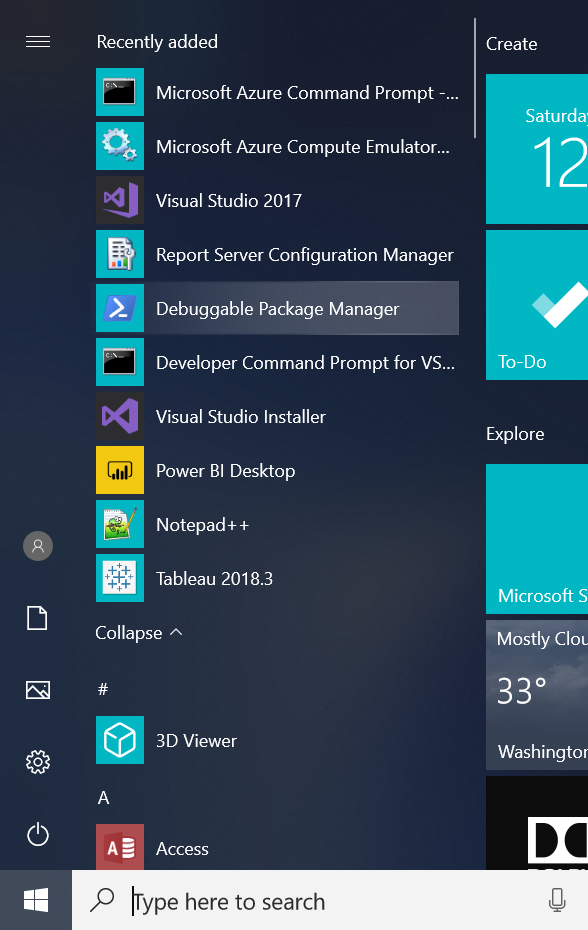 Recently added
Microsoft Azure Command Prompt -...
Microsoft Azure Compute Emulator...
Visual Studio 2017
Report Server Configuration Manager
Debuggable Package Manager
Developer Command Prompt for VS...
Visual Studio Installer
Power BI Desktop
Notepad++
Tableau 2018.3
Collapse
#
3D Viewer
A
Access
Create
Saturda
12
To-Do
Explore
Microsoft S
Mostly Clou
33°
Washington
Type here to search